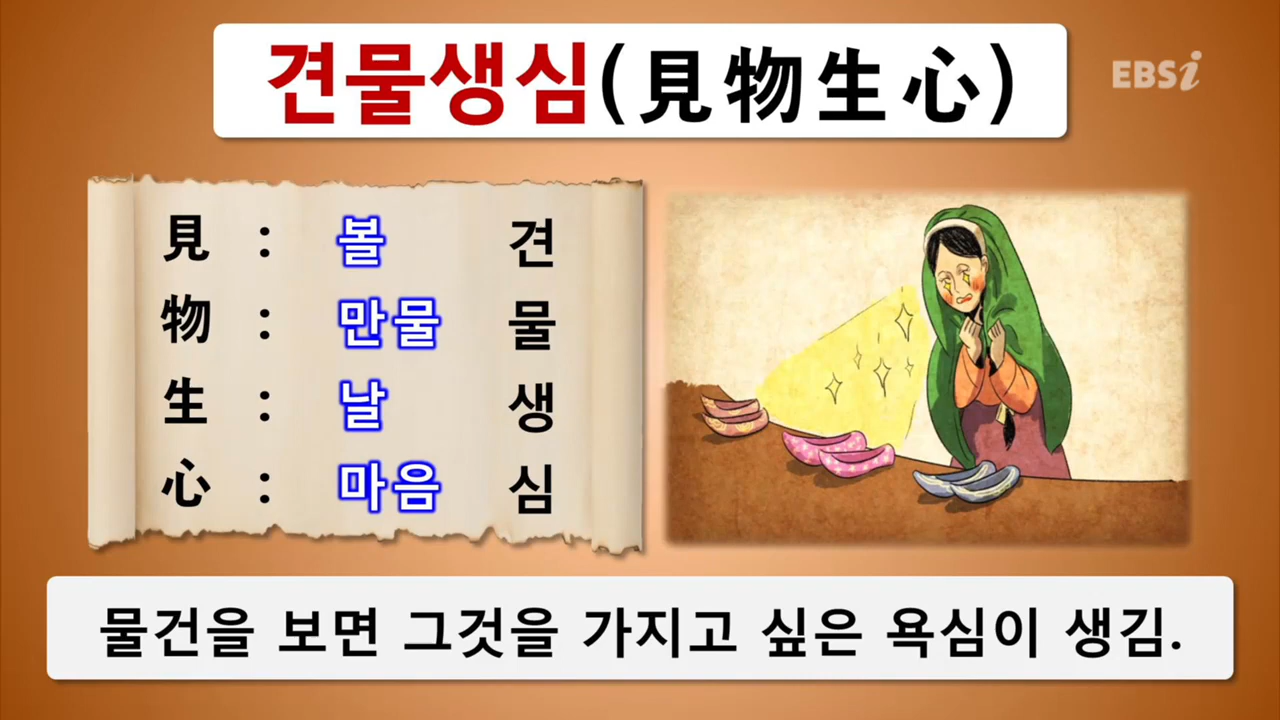 견물생심(見物生心)
EBSi
見 : 볼 견
物 : 만물 물
生 : 날 생
心 : 마음 심
물건을 보면 그것을 가지고 싶은 욕심이 생김.